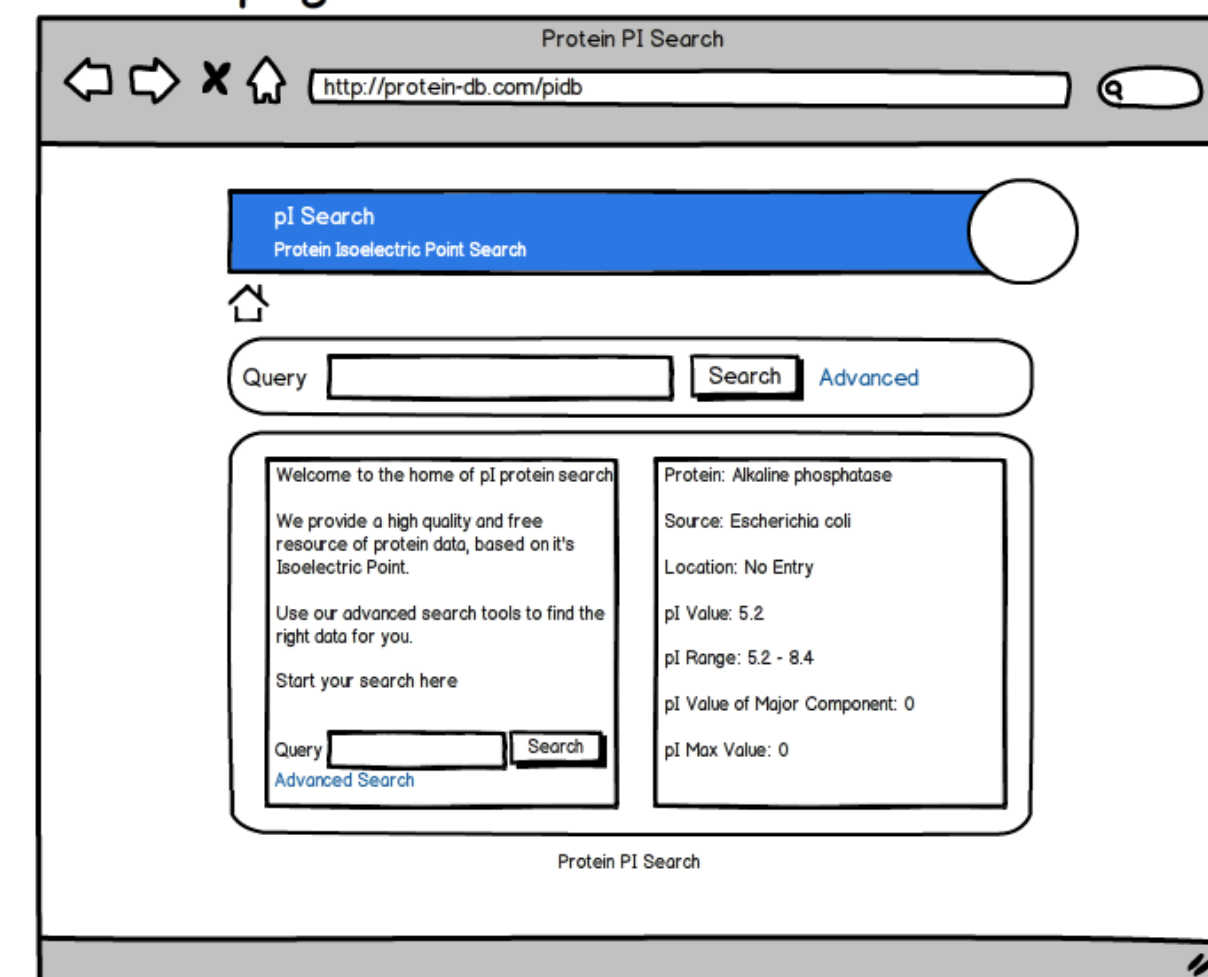 Protein PI Search
http://protein-db.com/pidb
pI Search
Protein Isoelectric Point Search
Query
Search
Advanced
Welcome to the home of pI protein search
We provide a high quality and free
resource of protein data, based on it's
Isoelectric Point.
Use our advanced search tools to find the
right data for you.
Start your search here
Query
Search
Advanced Search
Protein: Alkaline phosphatase
Source: Escherichia coli
Location: No Entry
pI Value: 5.2
pI Range: 5.2 - 8.4
pI Value of Major Component: 0
pI Max Value: 0
Protein PI Search